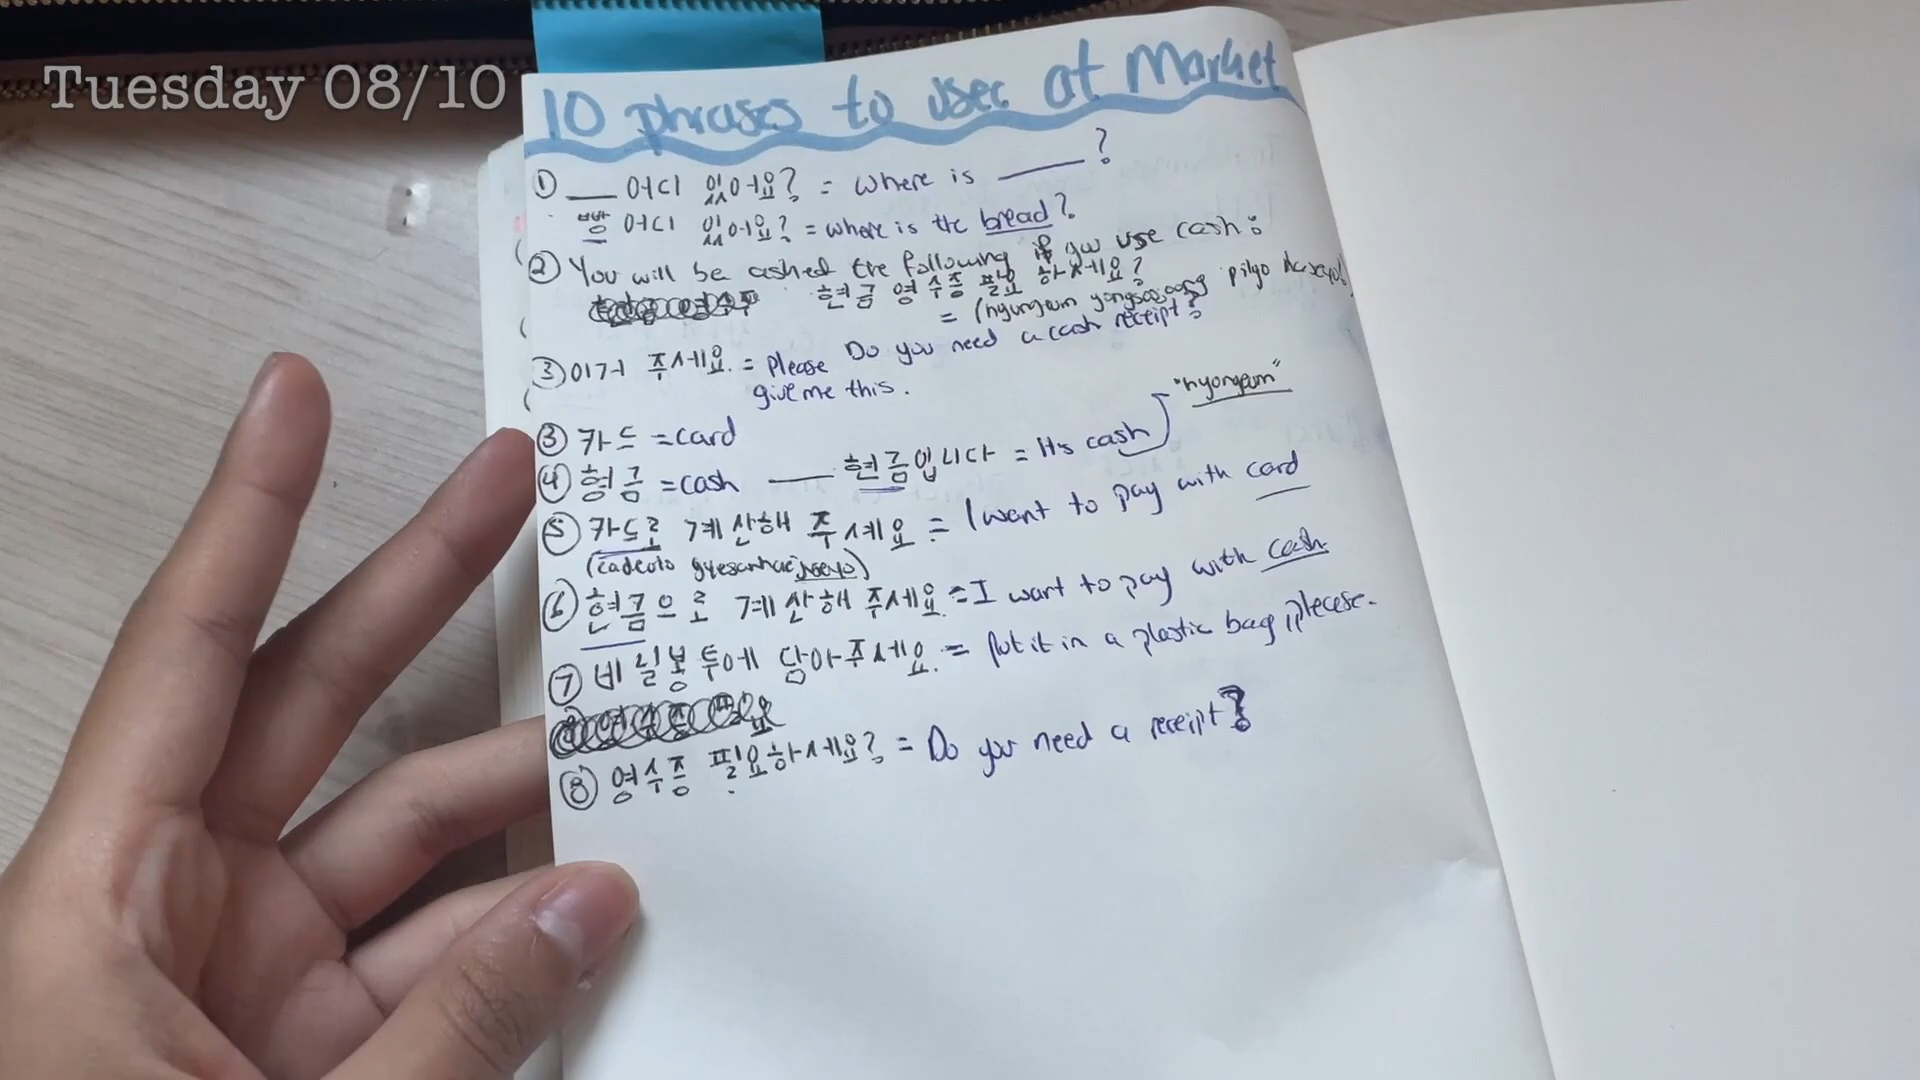 Tuesday 08/10
10 phrases to use at Market
① ___ 어디 있어요? = where is ____?
빵 어디 있어요? = where is the bread?
② You will be asked the following if you use cash:
현금 영수증 필요 하세요?
= (hyungeum yongsoojoong pilyo haseyo)
Do you need a cash receipt?
③ 이거 주세요. = Please
give me this.
"hyongeum"
③ 카드 = card
④ 형금 = cash ___ 현금입니다 = It's cash
⑤ 카드로 계산해 주세요 = I want to pay with card
(cadeulo gyesanhae juseyo)
⑥ 현금으로 계산해 주세요. = I want to pay with cash
⑦ 비닐봉투에 담아주세요. = Put it in a plastic bag, please.
⑧ 영수증 필요하세요? = Do you need a receipt?